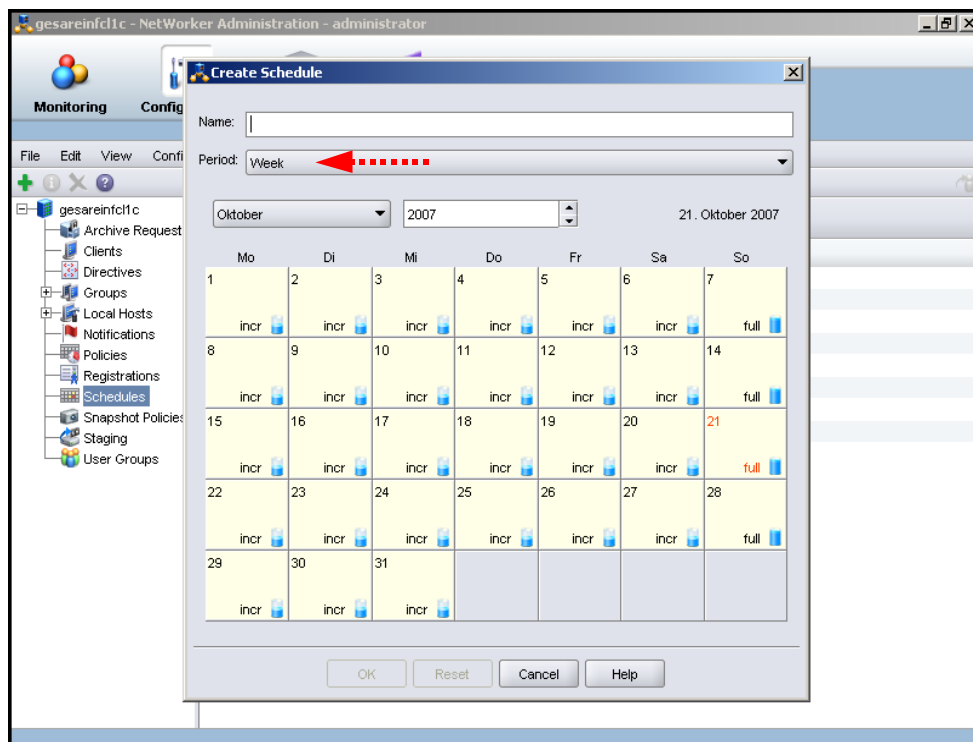 gesareinfcl1c - NetWorker Administration - administrator
Monitoring
Config
File Edit View Confi
gesareinfcl1c
Archive Request
Clients
Directives
Groups
Local Hosts
Notifications
Policies
Registrations
Schedules
Snapshot Policies
Staging
User Groups
Create Schedule
Name:
Period: Week
Oktober 2007 21. Oktober 2007
Mo Di Mi Do Fr Sa So
1 2 3 4 5 6 7
incr incr incr incr incr incr full
8 9 10 11 12 13 14
incr incr incr incr incr incr full
15 16 17 18 19 20 21
incr incr incr incr incr incr full
22 23 24 25 26 27 28
incr incr incr incr incr incr full
29 30 31
incr incr incr
OK Reset Cancel Help